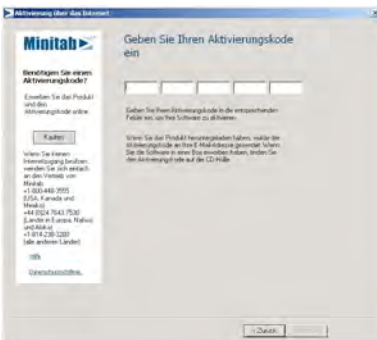 Aktivierung über das Internet
Minitab
Benötigen Sie einen
Aktivierungskode?
Erwerben Sie das Produkt
und den
Aktivierungskode online.
Kaufen
Wenn Sie keinen
Internetzugang besitzen,
wenden Sie sich einfach
an den Vertrieb von
Minitab:
+1-800-448-3555
(USA, Kanada und
Mexiko)
+44 (0)24 7643 7530
(Länder in Europa, Nahost
und Afrika)
+1-814-238-3280
(alle anderen Länder)
Hilfe
Datenschutzrichtlinie
Geben Sie Ihren Aktivierungskode
ein
Geben Sie Ihren Aktivierungskode in die entsprechenden
Felder ein, um Ihre Software zu aktivieren.
Wenn Sie das Produkt heruntergeladen haben, wurde der
Aktivierungskode an Ihre E-Mail-Adresse gesendet. Wenn
Sie die Software in einer Box erworben haben, finden Sie
den Aktivierungskode auf der CD-Hülle.
< Zurück